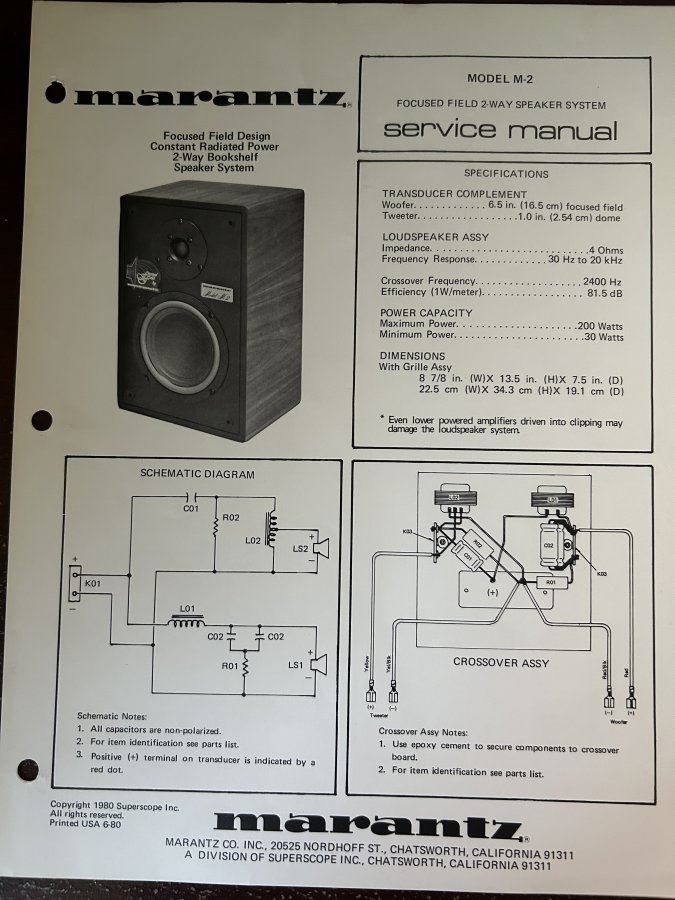 marantz®
Focused Field Design
Constant Radiated Power
2-Way Bookshelf
Speaker System
marantz
Model M-2
MODEL M-2
FOCUSED FIELD 2-WAY SPEAKER SYSTEM
service manual
SPECIFICATIONS
TRANSDUCER COMPLEMENT
Woofer. . . . . . . . . . . . 6.5 in. (16.5 cm) focused field
Tweeter. . . . . . . . . . . . . . . . .1.0 in. (2.54 cm) dome
LOUDSPEAKER ASSY
Impedance. . . . . . . . . . . . . . . . . . . . . . . . . . .4 Ohms
Frequency Response. . . . . . . . . . . . 30 Hz to 20 kHz
Crossover Frequency. . . . . . . . . . . . . . . . . . 2400 Hz
Efficiency (1W/meter). . . . . . . . . . . . . . . . . 81.5 dB
POWER CAPACITY
Maximum Power. . . . . . . . . . . . . . . . . . . .200 Watts
Minimum Power. . . . . . . . . . . . . . . . . . . . . .30 Watts
DIMENSIONS
With Grille Assy
8 7/8 in. (W)X 13.5 in. (H)X 7.5 in. (D)
22.5 cm (W)X 34.3 cm (H)X 19.1 cm (D)
* Even lower powered amplifiers driven into clipping may
damage the loudspeaker system.
SCHEMATIC DIAGRAM
C01
R02
L02
+
LS2
−
+
K01
−
L01
C02
C02
R01
+
LS1
−
Schematic Notes:
1. All capacitors are non-polarized.
2. For item identification see parts list.
3. Positive (+) terminal on transducer is indicated by a
red dot.
L02
L01
K03
R02
C01
C02
K03
R01
(+)
CROSSOVER ASSY
Yellow
Yel/Blk
Red/Blk
Red
(+)
(−)
Tweeter
(−)
(+)
Woofer
Crossover Assy Notes:
1. Use epoxy cement to secure components to crossover
board.
2. For item identification see parts list.
Copyright 1980 Superscope Inc.
All rights reserved.
Printed USA 6-80
marantz®
MARANTZ CO. INC., 20525 NORDHOFF ST., CHATSWORTH, CALIFORNIA 91311
A DIVISION OF SUPERSCOPE INC., CHATSWORTH, CALIFORNIA 91311